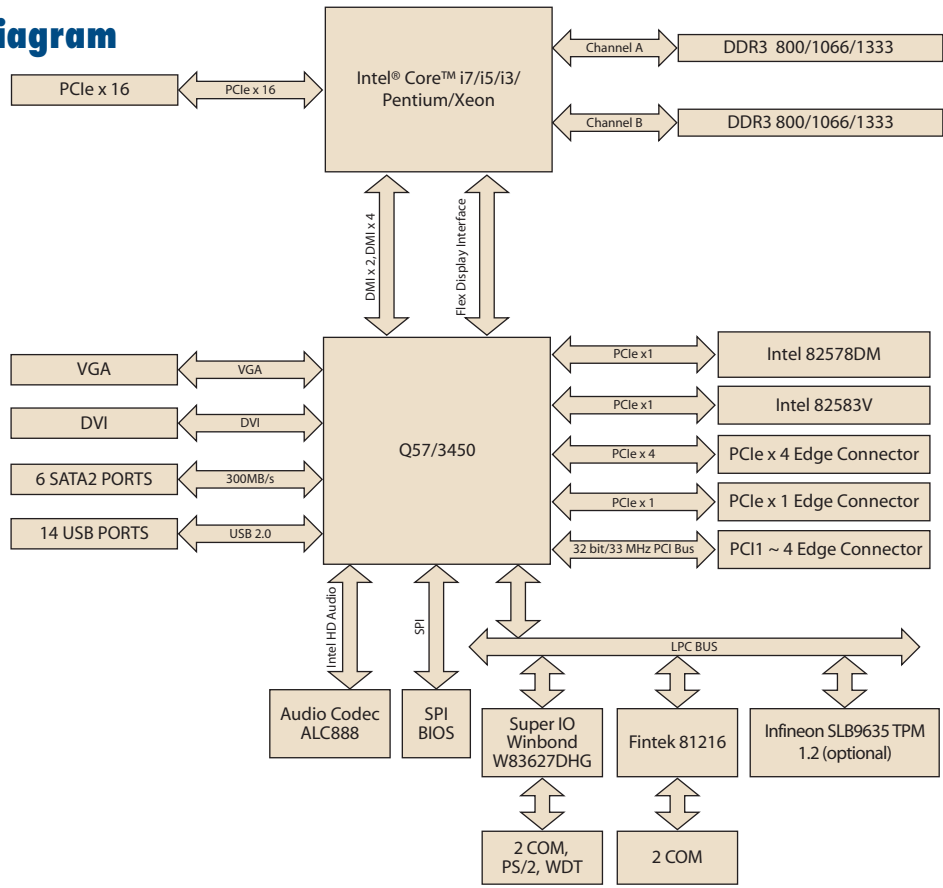 iagram
PCIe x 16
PCIe x 16
Intel® Core™ i7/i5/i3/
Pentium/Xeon
Channel A
DDR3 800/1066/1333
Channel B
DDR3 800/1066/1333
DMI x 2, DMI x 4
Flex Display Interface
VGA
VGA
DVI
DVI
6 SATA2 PORTS
300MB/s
14 USB PORTS
USB 2.0
Q57/3450
PCIe x1
Intel 82578DM
PCIe x1
Intel 82583V
PCIe x 4
PCIe x 4 Edge Connector
PCIe x 1
PCIe x 1 Edge Connector
32 bit/33 MHz PCI Bus
PCI1 ~ 4 Edge Connector
Intel HD Audio
SPI
LPC BUS
Audio Codec
ALC888
SPI
BIOS
Super IO
Winbond
W83627DHG
Fintek 81216
Infineon SLB9635 TPM
1.2 (optional)
2 COM,
PS/2, WDT
2 COM